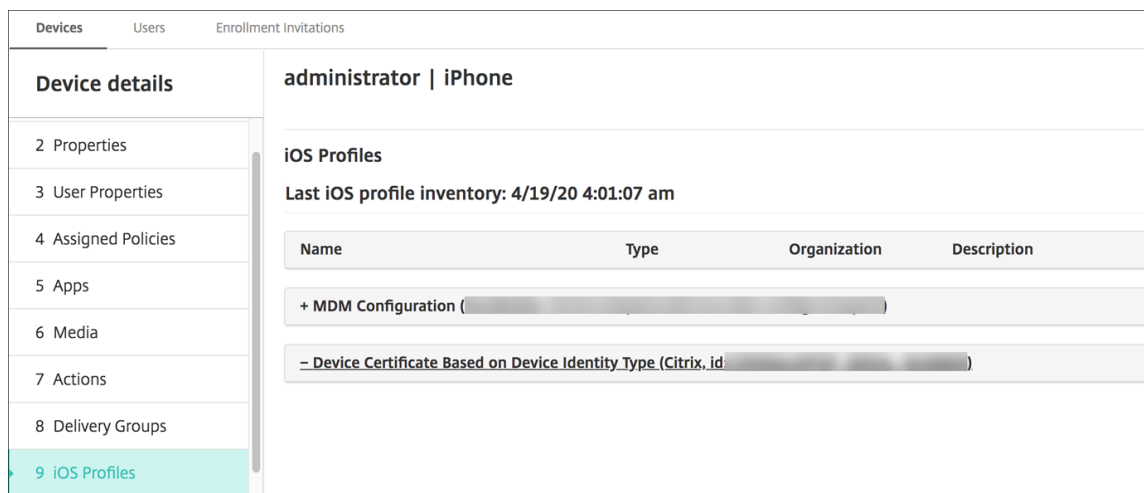 Devices Users Enrollment Invitations
Device details
2 Properties
3 User Properties
4 Assigned Policies
5 Apps
6 Media
7 Actions
8 Delivery Groups
9 iOS Profiles
administrator | iPhone
iOS Profiles
Last iOS profile inventory: 4/19/20 4:01:07 am
Name Type Organization Description
+ MDM Configuration ( )
– Device Certificate Based on Device Identity Type (Citrix, id: )